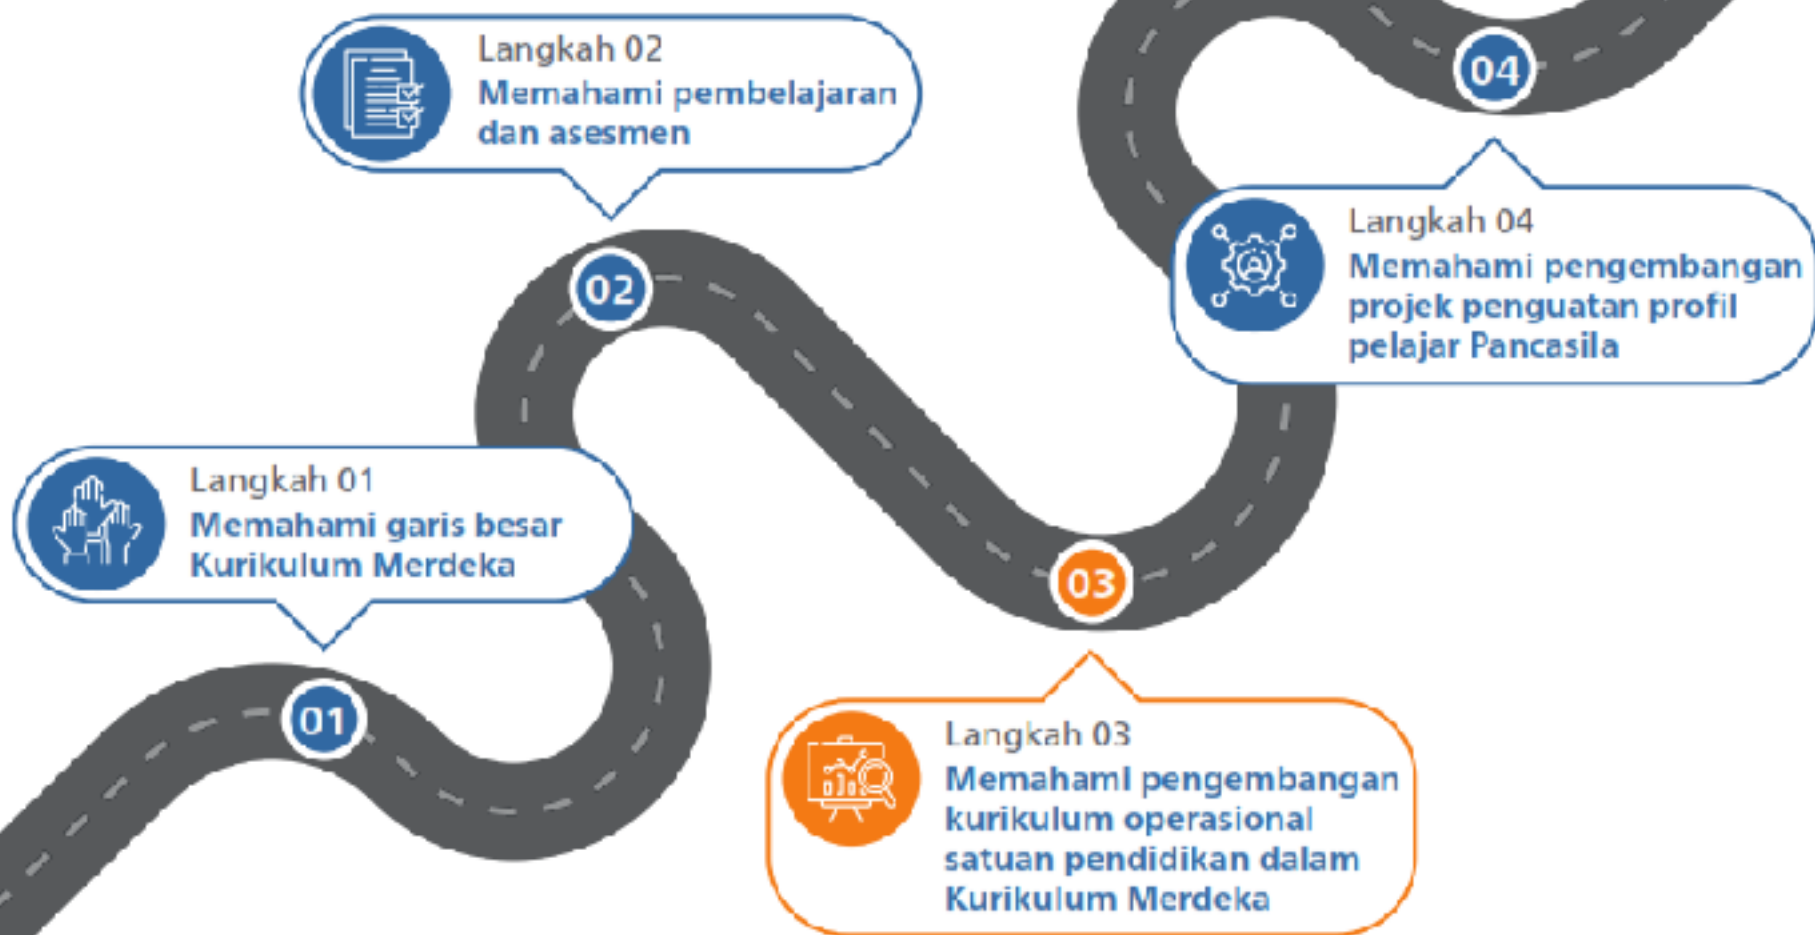 Langkah 02
Memahami pembelajaran
dan asesmen
04
Langkah 04
Memahami pengembangan
projek penguatan profil
pelajar Pancasila
02
Langkah 01
Memahami garis besar
Kurikulum Merdeka
03
01
Langkah 03
Memahami pengembangan
kurikulum operasional
satuan pendidikan dalam
Kurikulum Merdeka